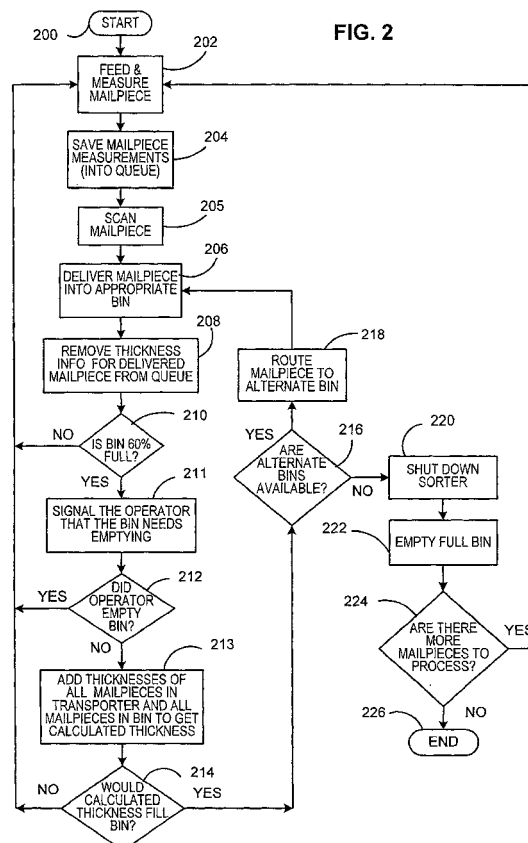 FIG. 2
200
START
202
FEED &
MEASURE
MAILPIECE
204
SAVE MAILPIECE
MEASUREMENTS
(INTO QUEUE)
205
SCAN
MAILPIECE
206
DELIVER MAILPIECE
INTO APPROPRIATE
BIN
208
REMOVE THICKNESS
INFO FOR DELIVERED
MAILPIECE FROM QUEUE
210
IS BIN 60%
FULL?
NO
YES
211
SIGNAL THE OPERATOR
THAT THE BIN NEEDS
EMPTYING
212
DID
OPERATOR
EMPTY
BIN?
YES
NO
213
ADD THICKNESSES OF
ALL MAILPIECES IN
TRANSPORTER AND ALL
MAILPIECES IN BIN TO GET
CALCULATED THICKNESS
214
WOULD
CALCULATED
THICKNESS FILL
BIN?
NO
YES
218
ROUTE
MAILPIECE TO
ALTERNATE BIN
216
YES
ARE
ALTERNATE
BINS
AVAILABLE?
NO
220
SHUT DOWN
SORTER
222
EMPTY FULL BIN
224
ARE THERE
MORE
MAILPIECES TO
PROCESS?
YES
NO
226
END